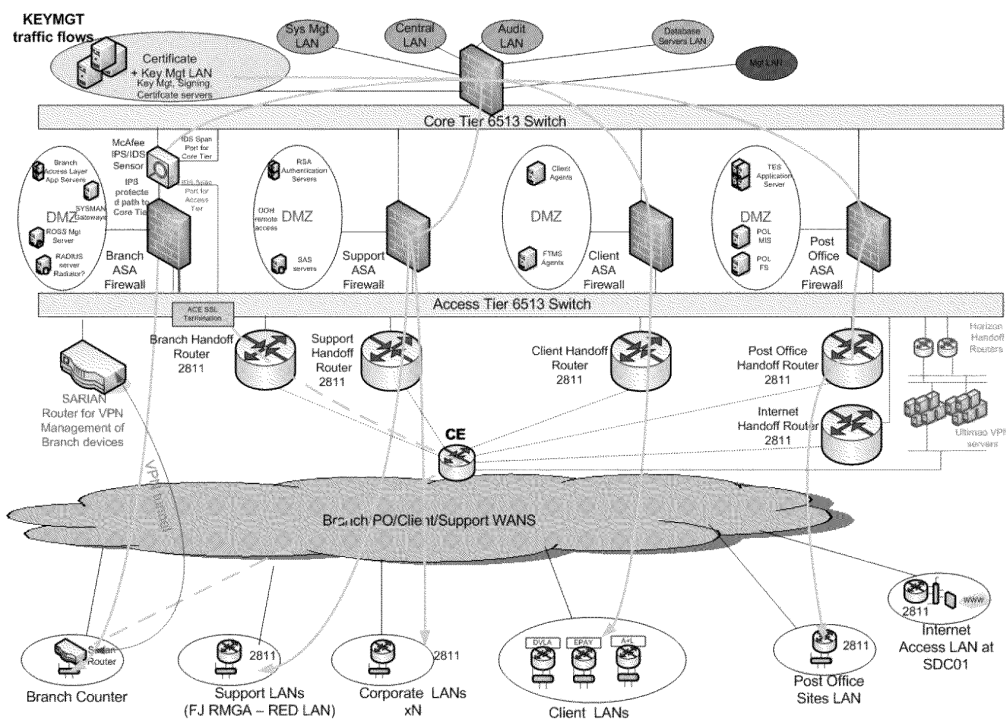 KEYMGT
traffic flows
Sys Mgt
LAN
Central
LAN
Audit
LAN
Database
Servers LAN
Mgt LAN
Certificate
+ Key Mgt LAN
Key Mgt, Signing,
Certifcate servers
Core Tier 6513 Switch
McAfee
IPS/IDS
Sensor
IDS Span
Port for
Core Tier
IPS
protecte
d path to
Core Tie
IDS Span
Port for
Access
Tier
Branch
Access Layer
App Servers
SYSMAN
Gateways
DMZ
ROSS Mgt
Server
RADIUS
server
Radiator?
Branch
ASA
Firewall
RSA
Authentication
Servers
OOH
remote
access
DMZ
SAS
servers
Support
ASA
Firewall
Client
Agents
DMZ
FTMS
Agents
Client
ASA
Firewall
TES
Application
Server
DMZ
POL
MIS
POL
FS
Post
Office
ASA
Firewall
Access Tier 6513 Switch
ACE SSL
Termination
Branch Handoff
Router
2811
Support
Handoff
Router
2811
Client Handoff
Router
2811
Post Office
Handoff Router
2811
Horizon
Handoff
Routers
SARIAN
Router for VPN
Management of
Branch devices
Internet
Handoff Router
2811
Ultimao VPN
servers
CE
VPN tunnel
Branch PO/Client/Support WANS
Sarian
Router
Branch Counter
2811
Support LANs
(FJ RMGA – RED LAN)
2811
Corporate LANs
xN
DVLA
EPAY
A+L
Client LANs
2811
Post Office
Sites LAN
2811
www
Internet
Access LAN at
SDC01